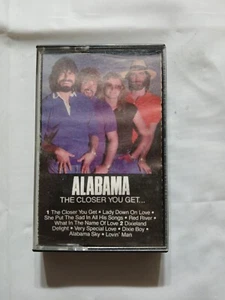 ALABAMA
THE CLOSER YOU GET...
1 The Closer You Get • Lady Down On Love •
She Put The Sad In All His Songs • Red River •
What In The Name Of Love 2 Dixieland
Delight • Very Special Love • Dixie Boy •
Alabama Sky • Lovin' Man